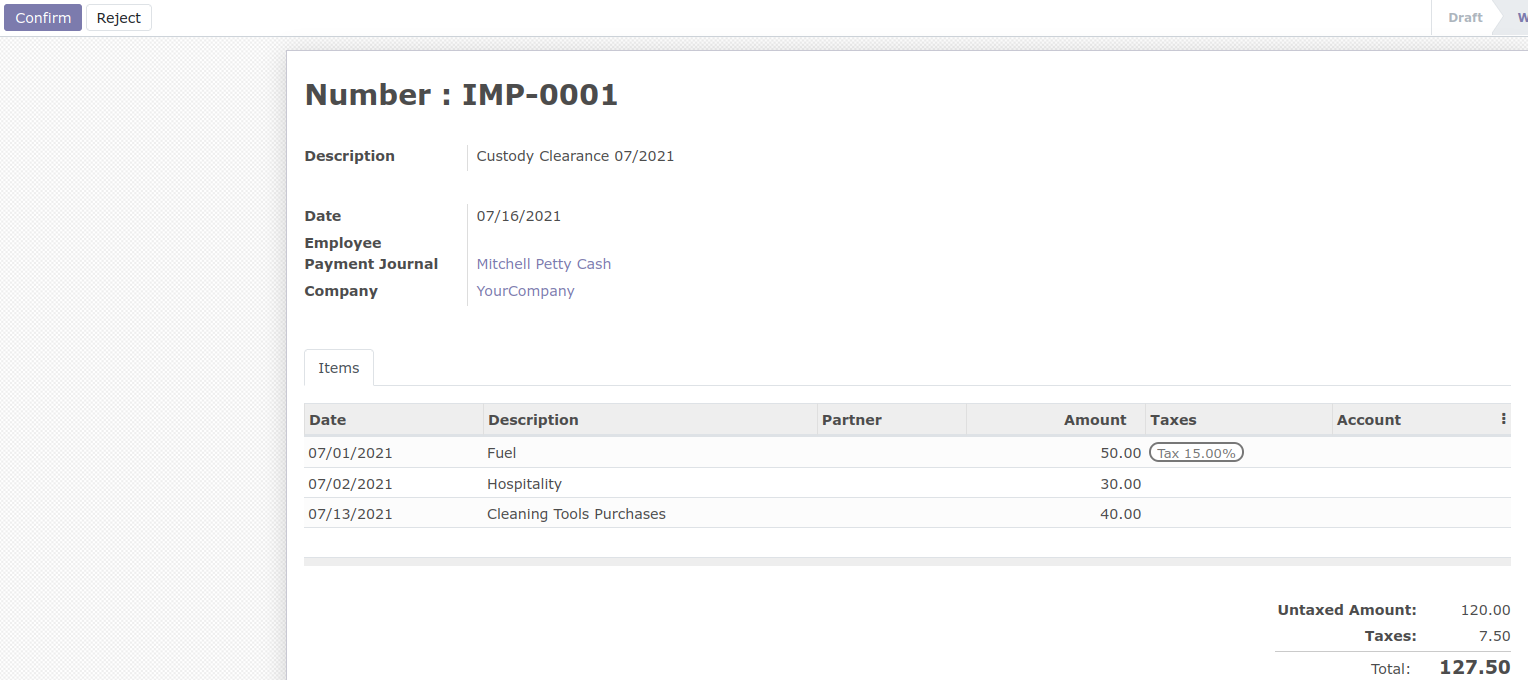 Confirm Reject Draft W
Number : IMP-0001
Description Custody Clearance 07/2021
Date 07/16/2021
Employee
Payment Journal Mitchell Petty Cash
Company YourCompany
Items
Date Description Partner Amount Taxes Account
07/01/2021 Fuel 50.00 Tax 15.00%
07/02/2021 Hospitality 30.00
07/13/2021 Cleaning Tools Purchases 40.00
Untaxed Amount: 120.00
Taxes: 7.50
Total: 127.50